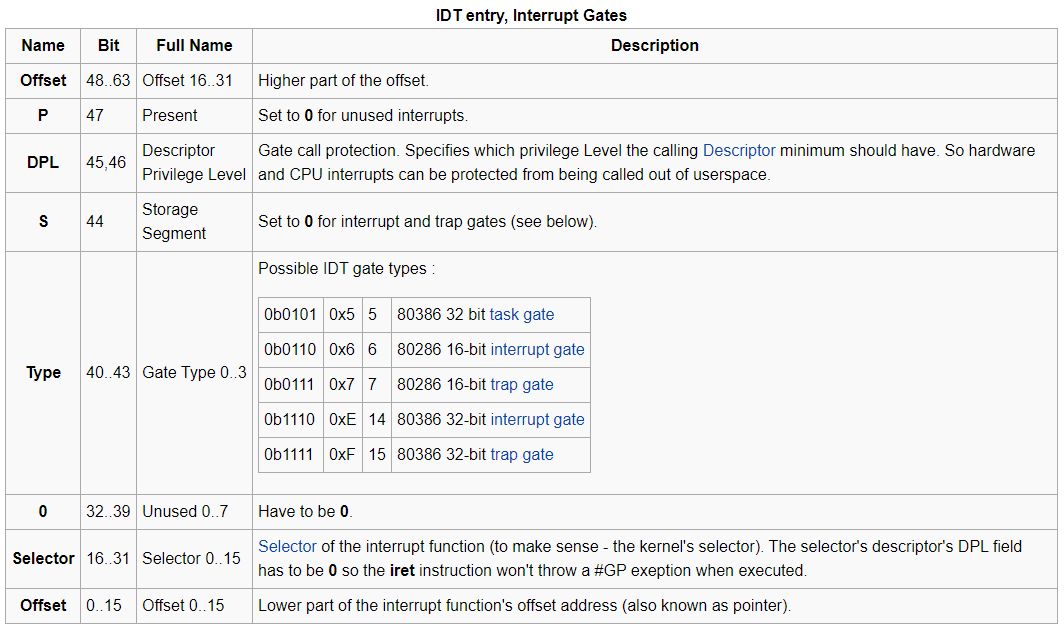 IDT entry, Interrupt Gates
Name Bit Full Name Description
Offset 48..63 Offset 16..31 Higher part of the offset.
P 47 Present Set to 0 for unused interrupts.
DPL 45,46 Descriptor Privilege Level Gate call protection. Specifies which privilege Level the calling Descriptor minimum should have. So hardware
and CPU interrupts can be protected from being called out of userspace.
S 44 Storage Segment Set to 0 for interrupt and trap gates (see below).
Type 40..43 Gate Type 0..3 Possible IDT gate types :
0b0101 0x5 5 80386 32 bit task gate
0b0110 0x6 6 80286 16-bit interrupt gate
0b0111 0x7 7 80286 16-bit trap gate
0b1110 0xE 14 80386 32-bit interrupt gate
0b1111 0xF 15 80386 32-bit trap gate
0 32..39 Unused 0..7 Have to be 0.
Selector 16..31 Selector 0..15 Selector of the interrupt function (to make sense - the kernel's selector). The selector's descriptor's DPL field
has to be 0 so the iret instruction won't throw a #GP exeption when executed.
Offset 0..15 Offset 0..15 Lower part of the interrupt function's offset address (also known as pointer).